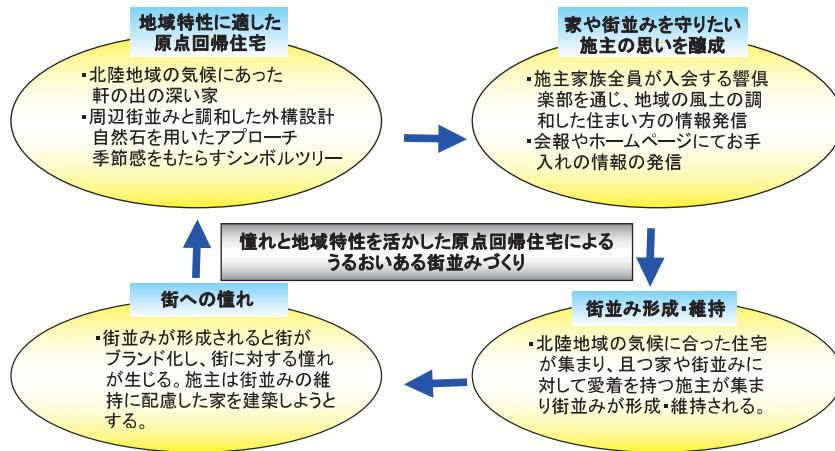 地域特性に適した
原点回帰住宅
・北陸地域の気候にあった
軒の出の深い家
・周辺街並みと調和した外構設計
自然石を用いたアプローチ
季節感をもたらすシンボルツリー
家や街並みを守りたい
施主の思いを醸成
・施主家族全員が入会する響倶
楽部を通じ、地域の風土の調
和した住まい方の情報発信
・会報やホームページにてお手
入れの情報の発信
憧れと地域特性を活かした原点回帰住宅による
うるおいある街並みづくり
街への憧れ
・街並みが形成されると街が
ブランド化し、街に対する憧れ
が生じる。施主は街並みの維
持に配慮した家を建築しようと
する。
街並み形成・維持
・北陸地域の気候に合った住宅
が集まり、且つ家や街並みに
対して愛着を持つ施主が集ま
り街並みが形成・維持される。